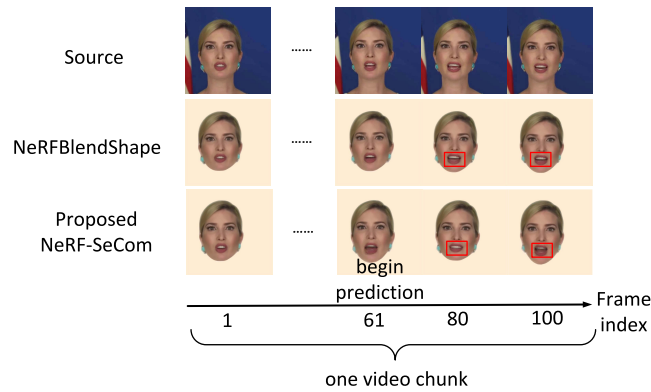 Source
......
NeRFBlendShape
......
Proposed
NeRF-SeCom
......
begin
prediction
1
61
80
100
Frame
index
one video chunk